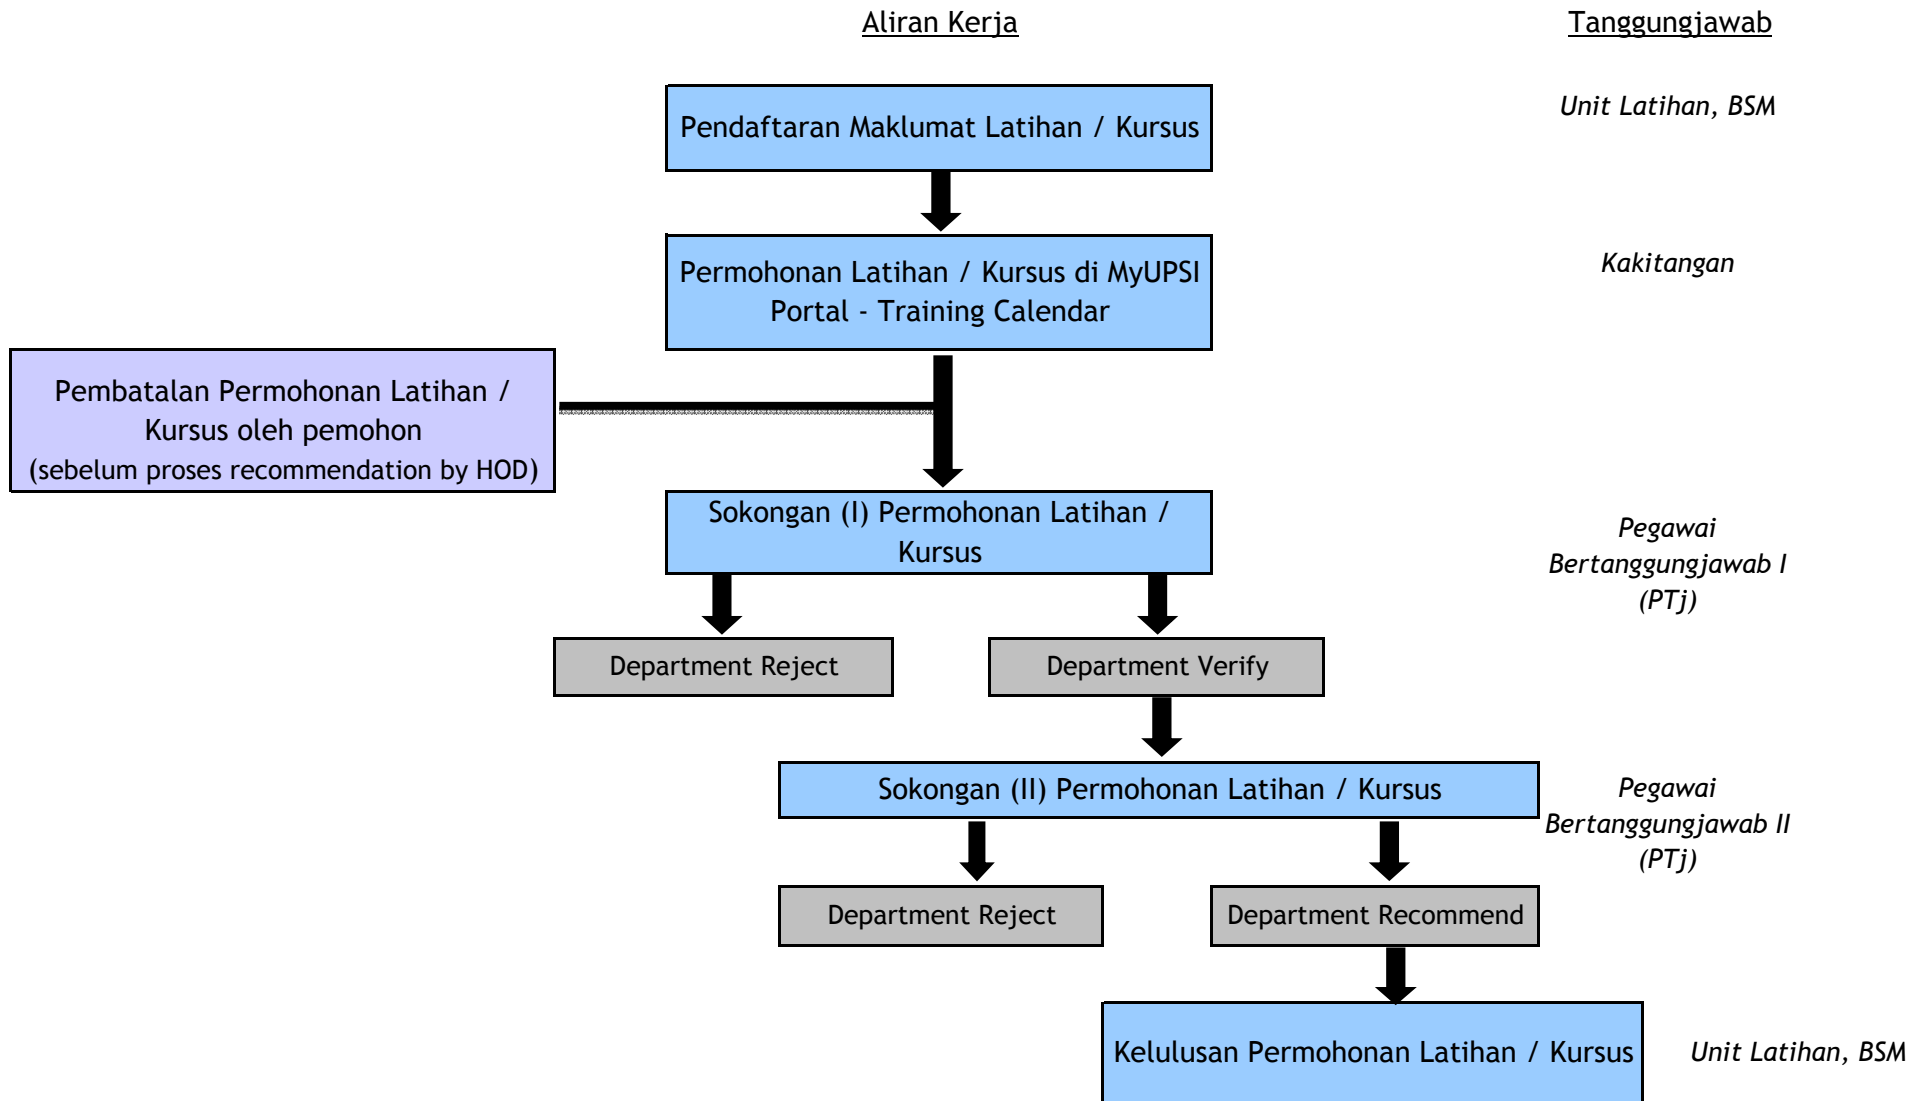 Aliran Kerja
Tanggungjawab
Pendaftaran Maklumat Latihan / Kursus
Unit Latihan, BSM
Permohonan Latihan / Kursus di MyUPSI
Portal - Training Calendar
Kakitangan
Pembatalan Permohonan Latihan /
Kursus oleh pemohon
(sebelum proses recommendation by HOD)
Sokongan (I) Permohonan Latihan /
Kursus
Pegawai
Bertanggungjawab I
(PTj)
Department Reject
Department Verify
Sokongan (II) Permohonan Latihan / Kursus
Pegawai
Bertanggungjawab II
(PTj)
Department Reject
Department Recommend
Kelulusan Permohonan Latihan / Kursus
Unit Latihan, BSM